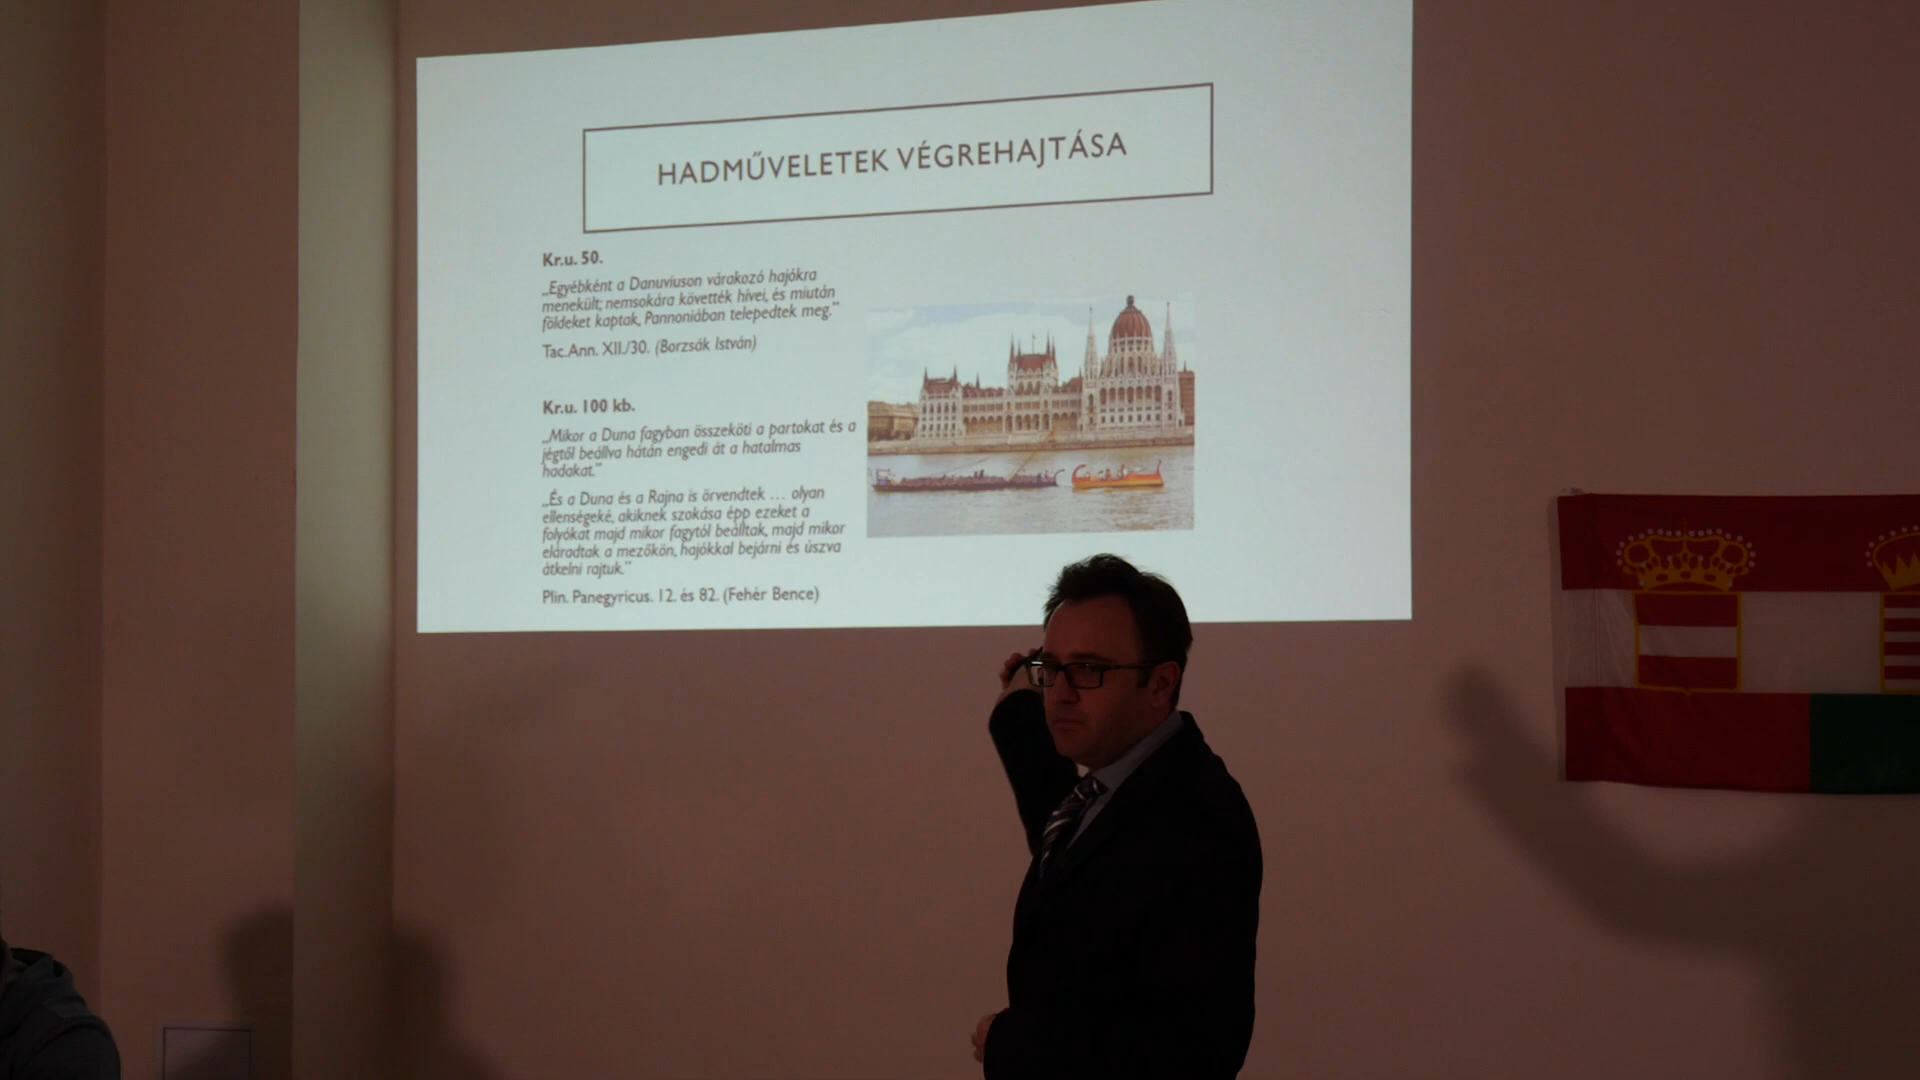 HADMŰVELETEK VÉGREHAJTÁSA
Kr.u. 50.
„Egyébként a Danuviuson várakozó hajókra
menekült; nemsokára követték hívei, és miután
földeket kaptak, Pannoniában telepedtek meg.”
Tac.Ann. XII./30. (Borzsák István)
Kr.u. 100 kb.
„Mikor a Duna fagyban összeköti a partokat és a
jégtől beállva hátán engedi át a hatalmas
hadakat.”
„És a Duna és a Rajna is örvendtek … olyan
ellenségeké, akiknek szokása épp ezeket a
folyókat majd mikor fagytól beálltak, majd mikor
eláradtak a mezőkön, hajókkal bejárni és úszva
átkelni rajtuk.”
Plin. Panegyricus. 12. és 82. (Fehér Bence)